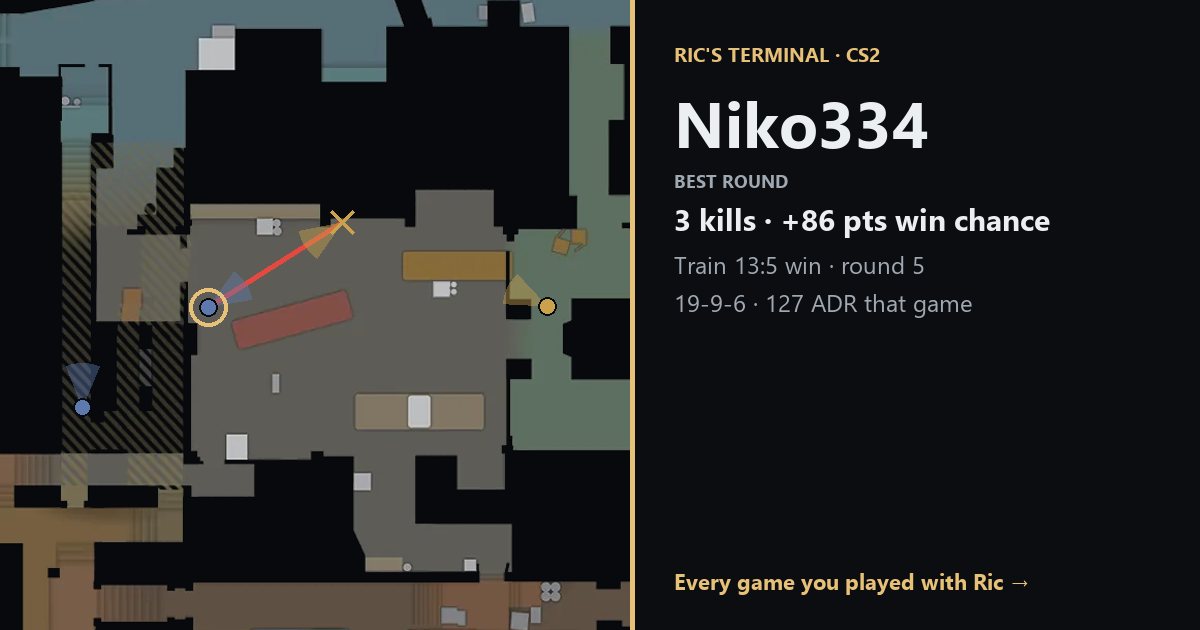 RIC'S TERMINAL · CS2
Niko334
BEST ROUND
3 kills · +86 pts win chance
Train 13:5 win · round 5
19-9-6 · 127 ADR that game
Every game you played with Ric →